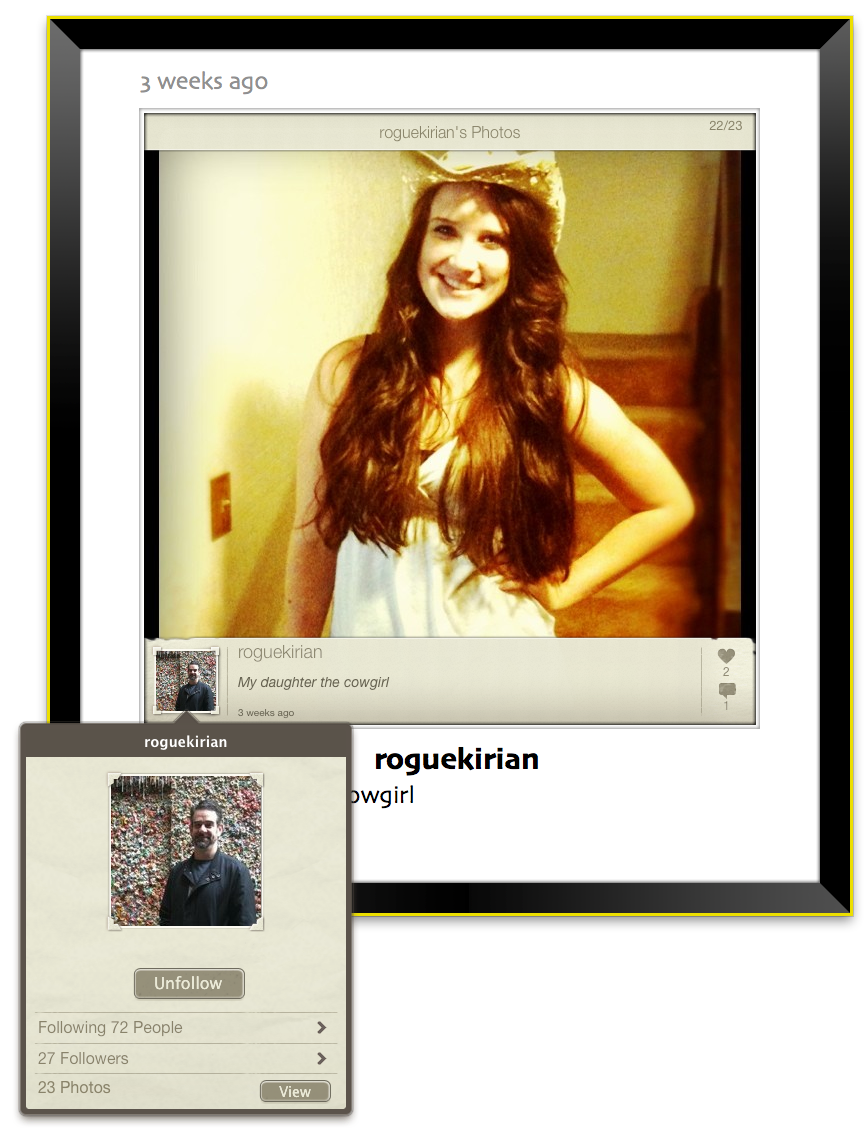 3 weeks ago
roguekirian's Photos
22/23
roguekirian
My daughter the cowgirl
3 weeks ago
2
1
roguekirian
owgirl
roguekirian
Unfollow
Following 72 People
27 Followers
23 Photos
View